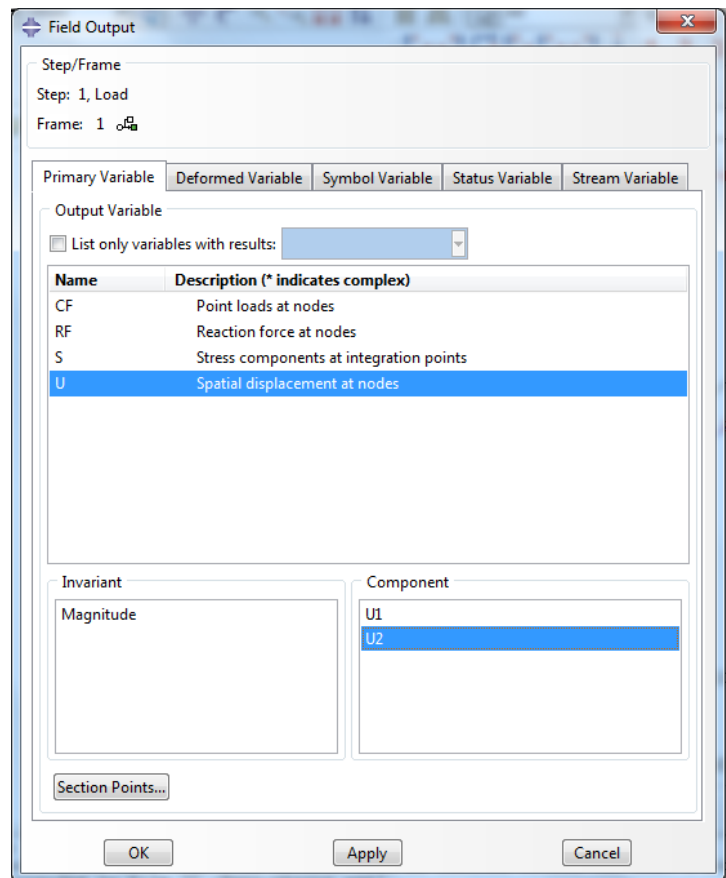 Field Output
x
Step/Frame
Step: 1, Load
Frame: 1
Primary Variable Deformed Variable Symbol Variable Status Variable Stream Variable
Output Variable
List only variables with results:
Name Description (* indicates complex)
CF Point loads at nodes
RF Reaction force at nodes
S Stress components at integration points
U Spatial displacement at nodes
Invariant Component
Magnitude U1
U2
Section Points...
OK Apply Cancel